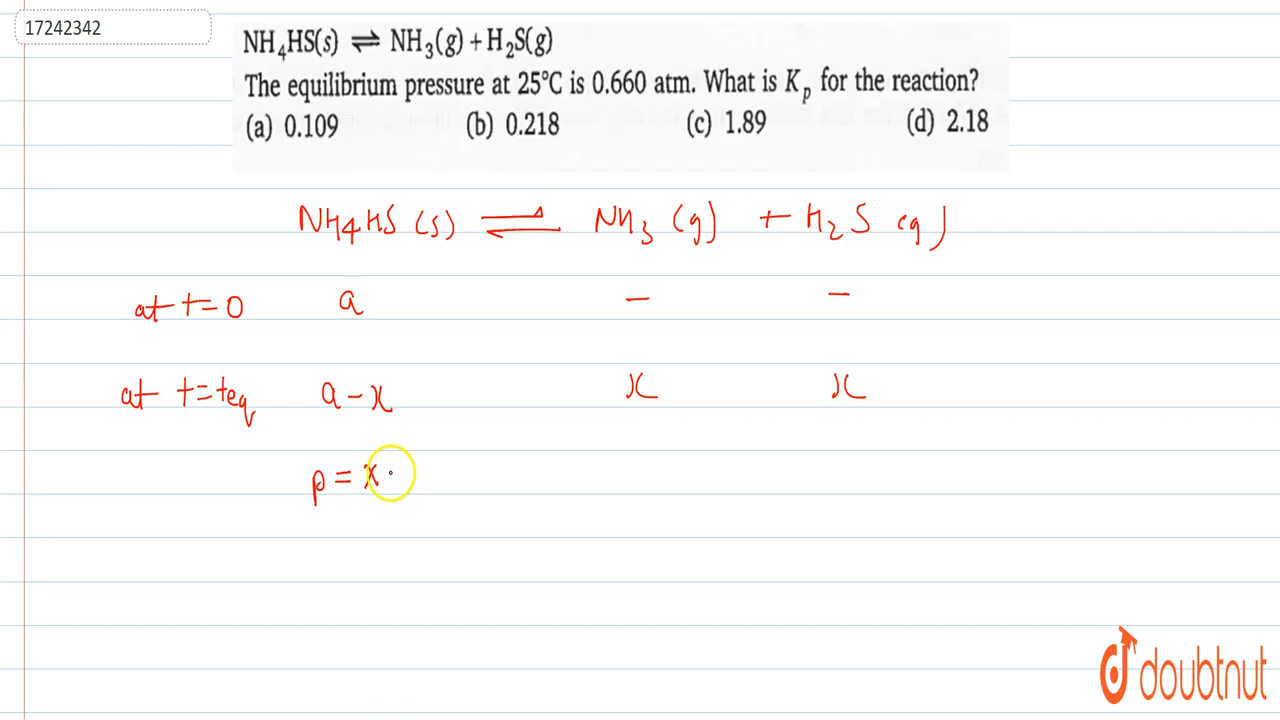 17242342
NH₄HS(s) ⇌ NH₃(g) + H₂S(g)
The equilibrium pressure at 25°C is 0.660 atm. What is Kₚ for the reaction?
(a) 0.109 (b) 0.218 (c) 1.89 (d) 2.18
NH₄HS (s) ⇌ NH₃ (g) + H₂S (g)
at t=0 a – –
at t=teq a – x x x
p = x
doubtnut